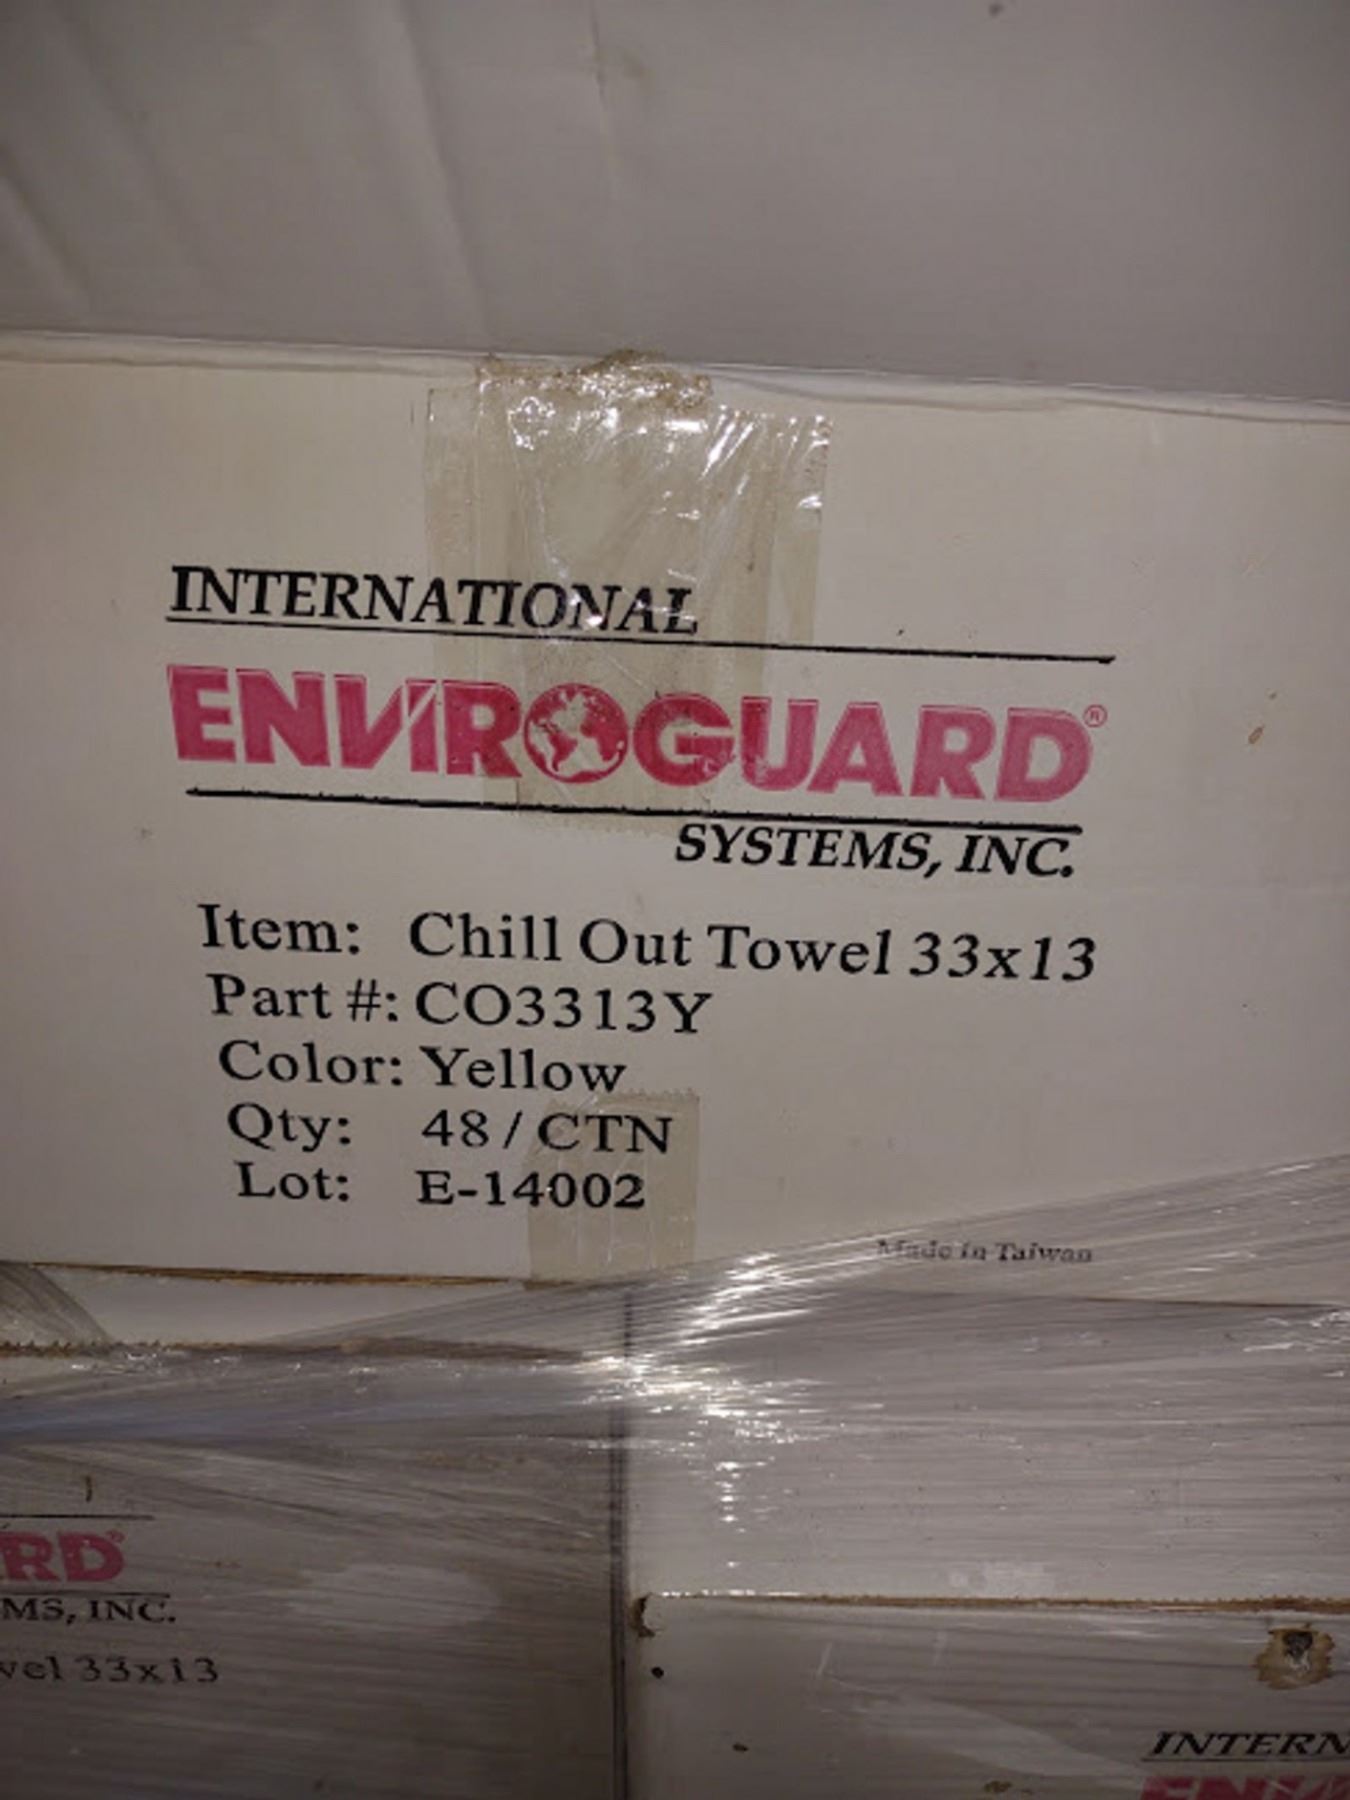 INTERNATIONAL
ENVIROGUARD®
SYSTEMS, INC.
Item: Chill Out Towel 33x13
Part #: CO3313Y
Color: Yellow
Qty: 48 / CTN
Lot: E-14002
Made in Taiwan
RD®
MS, INC.
vel 33x13
INTERN